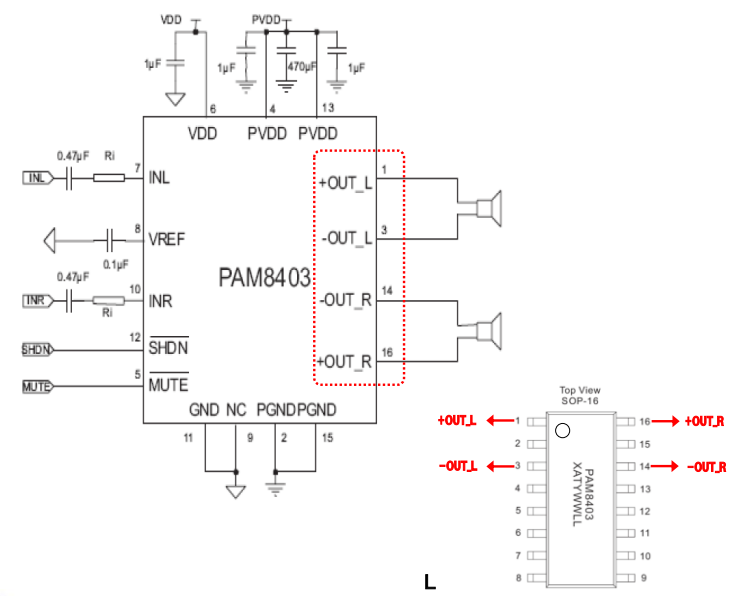 VDD
PVDD
1µF
1µF
470µF
1µF
6
4
13
VDD
PVDD
PVDD
0.47µF
Ri
7
INL
INL
+OUT_L
1
8
VREF
0.1µF
-OUT_L
3
0.47µF
PAM8403
INR
Ri
10
INR
-OUT_R
14
SHDN
12
SHDN
+OUT_R
16
MUTE
5
MUTE
GND
NC
PGND
PGND
11
9
2
15
Top View
SOP-16
+OUT_L
1
16
+OUT_R
2
15
-OUT_L
3
14
-OUT_R
4
13
5
12
6
11
7
10
8
9
PAM8403
XATYWWLL
L